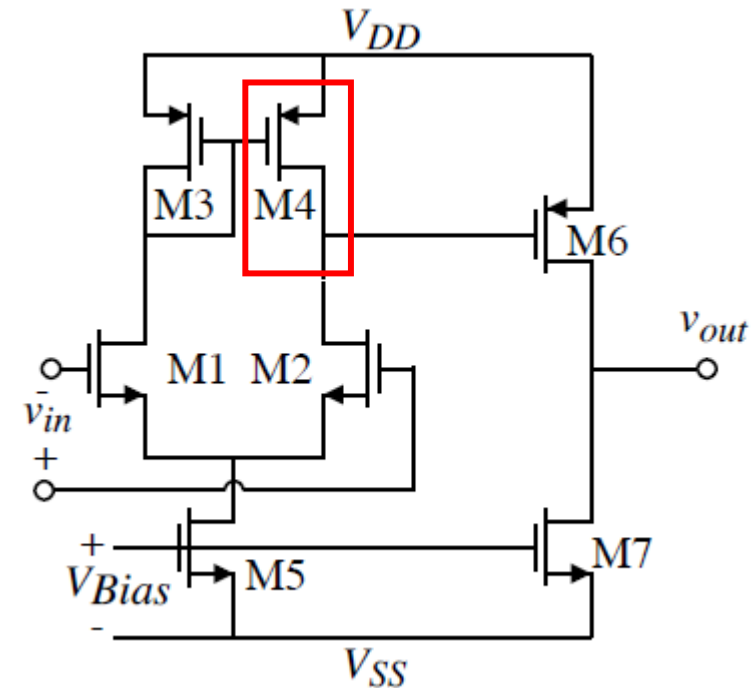 VDD
M3 M4
M6
vout
M1 M2
-
vin
+
+
VBias
-
M5
M7
VSS